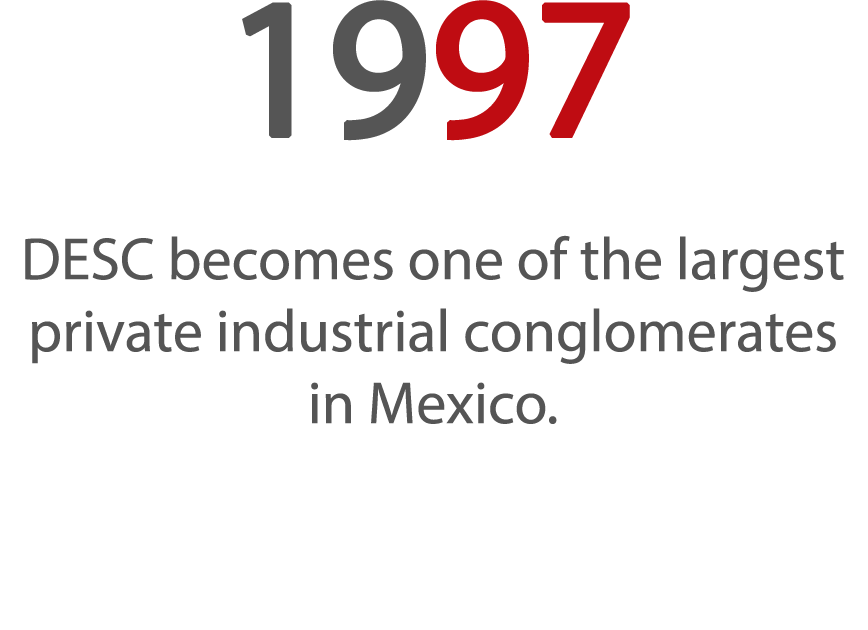 1997
DESC becomes one of the largest
private industrial conglomerates
in Mexico.